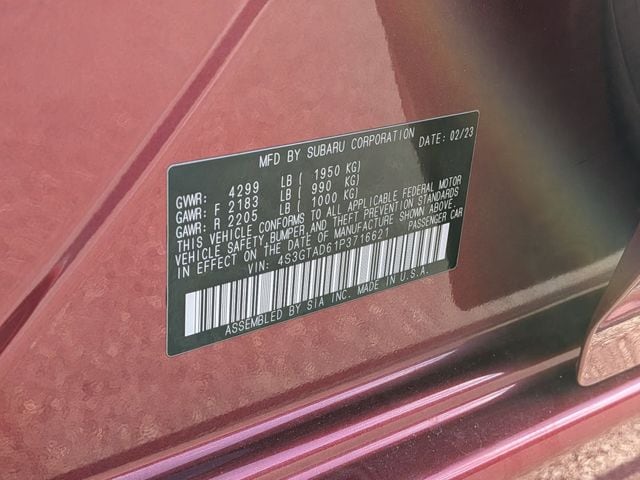 MFD BY SUBARU CORPORATION DATE: 02/23
GVWR: 4299 LB ( 1950 KG)
GAWR: F 2183 LB ( 990 KG)
GAWR: R 2205 LB ( 1000 KG)
THIS VEHICLE CONFORMS TO ALL APPLICABLE FEDERAL MOTOR
VEHICLE SAFETY, BUMPER, AND THEFT PREVENTION STANDARDS
IN EFFECT ON THE DATE OF MANUFACTURE SHOWN ABOVE.
VIN: 4S3GTAD61P3716621 PASSENGER CAR
ASSEMBLED BY SIA INC. MADE IN U.S.A.